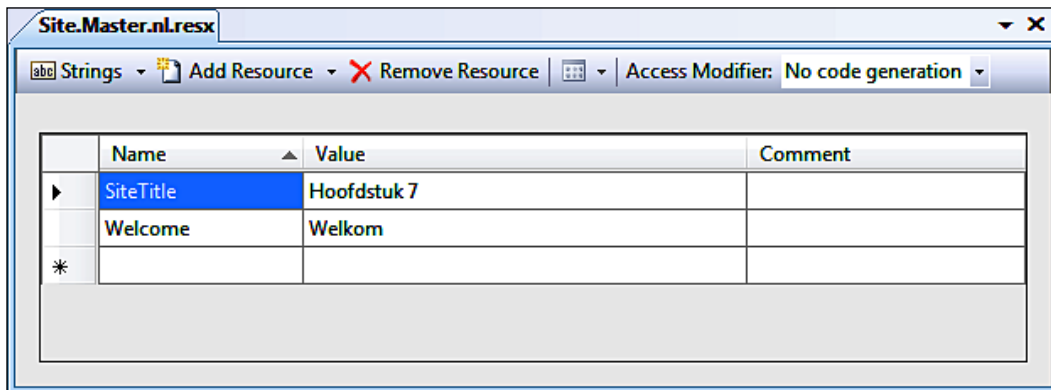 Site.Master.nl.resx
abc Strings Add Resource Remove Resource Access Modifier: No code generation
Name Value Comment
SiteTitle Hoofdstuk 7
Welcome Welkom